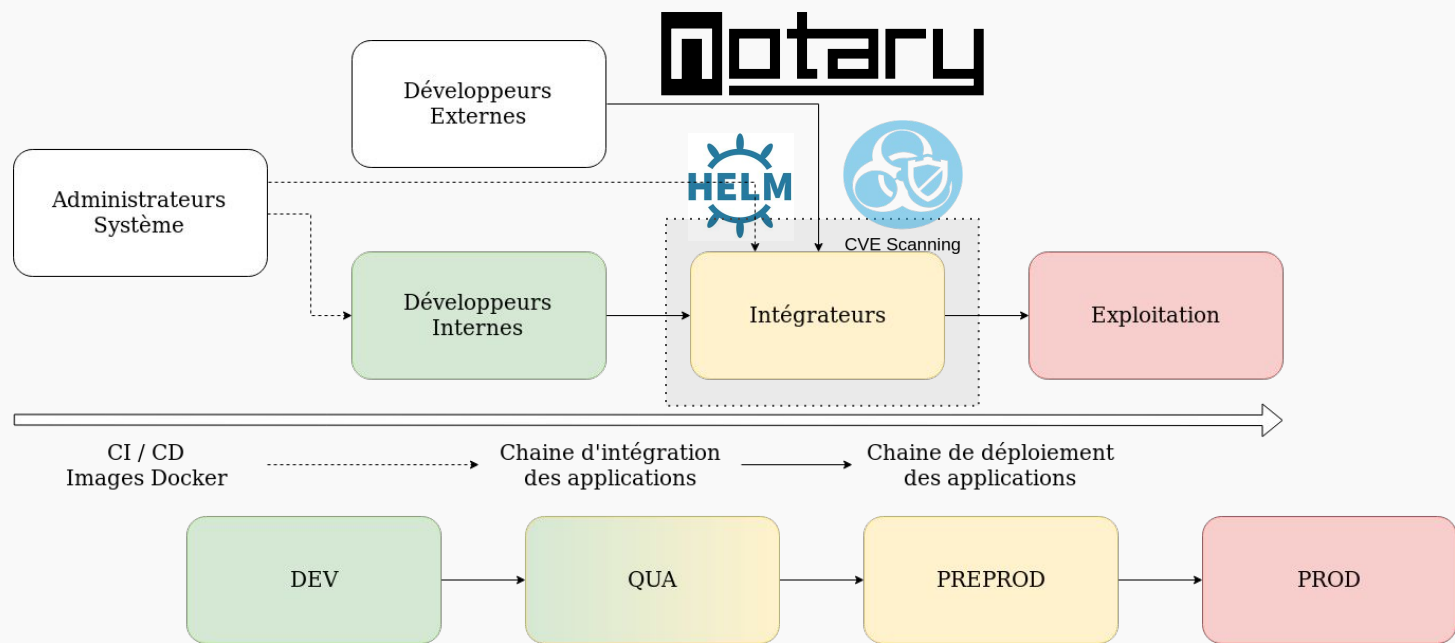 notary
Développeurs
Externes
HELM
Administrateurs
Système
CVE Scanning
Développeurs
Internes
Intégrateurs
Exploitation
CI / CD
Images Docker
Chaine d'intégration
des applications
Chaine de déploiement
des applications
DEV
QUA
PREPROD
PROD